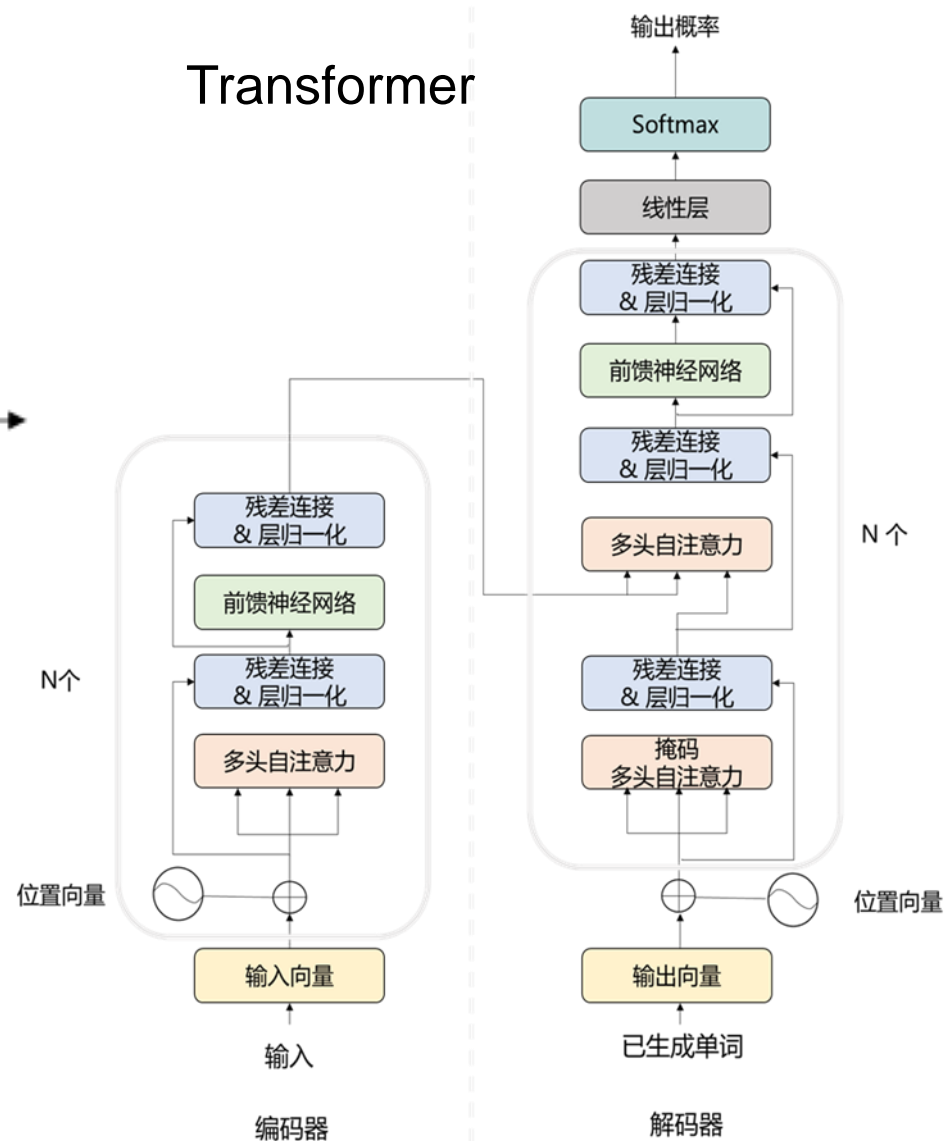 Transformer
输出概率
Softmax
线性层
残差连接
& 层归一化
前馈神经网络
残差连接
& 层归一化
多头自注意力
N 个
残差连接
& 层归一化
掩码
多头自注意力
位置向量
输出向量
已生成单词
解码器
残差连接
& 层归一化
前馈神经网络
残差连接
& 层归一化
N个
多头自注意力
位置向量
输入向量
输入
编码器